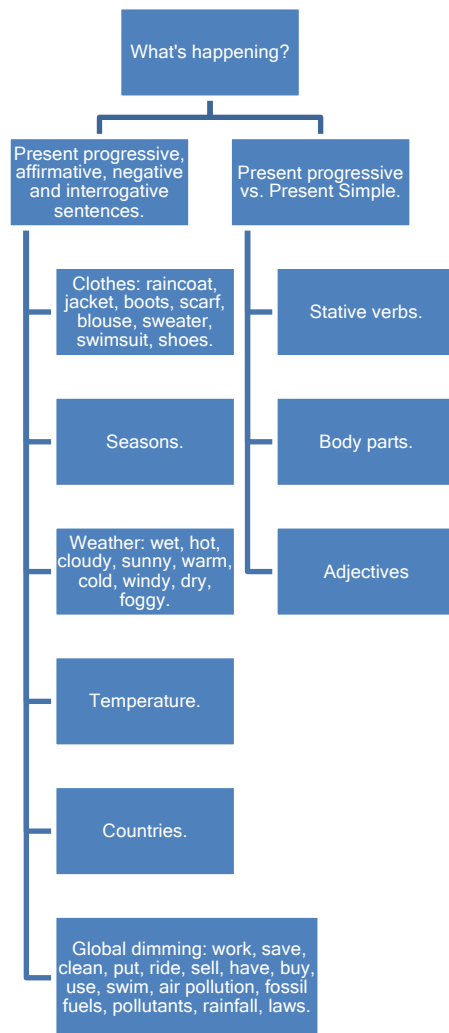 What's happening?
Present progressive,
affirmative, negative
and interrogative
sentences.
Clothes: raincoat,
jacket, boots, scarf,
blouse, sweater,
swimsuit, shoes.
Seasons.
Weather: wet, hot,
cloudy, sunny, warm,
cold, windy, dry,
foggy.
Temperature.
Countries.
Global dimming: work, save,
clean, put, ride, sell, have, buy,
use, swim, air pollution, fossil
fuels, pollutants, rainfall, laws.
Present progressive
vs. Present Simple.
Stative verbs.
Body parts.
Adjectives